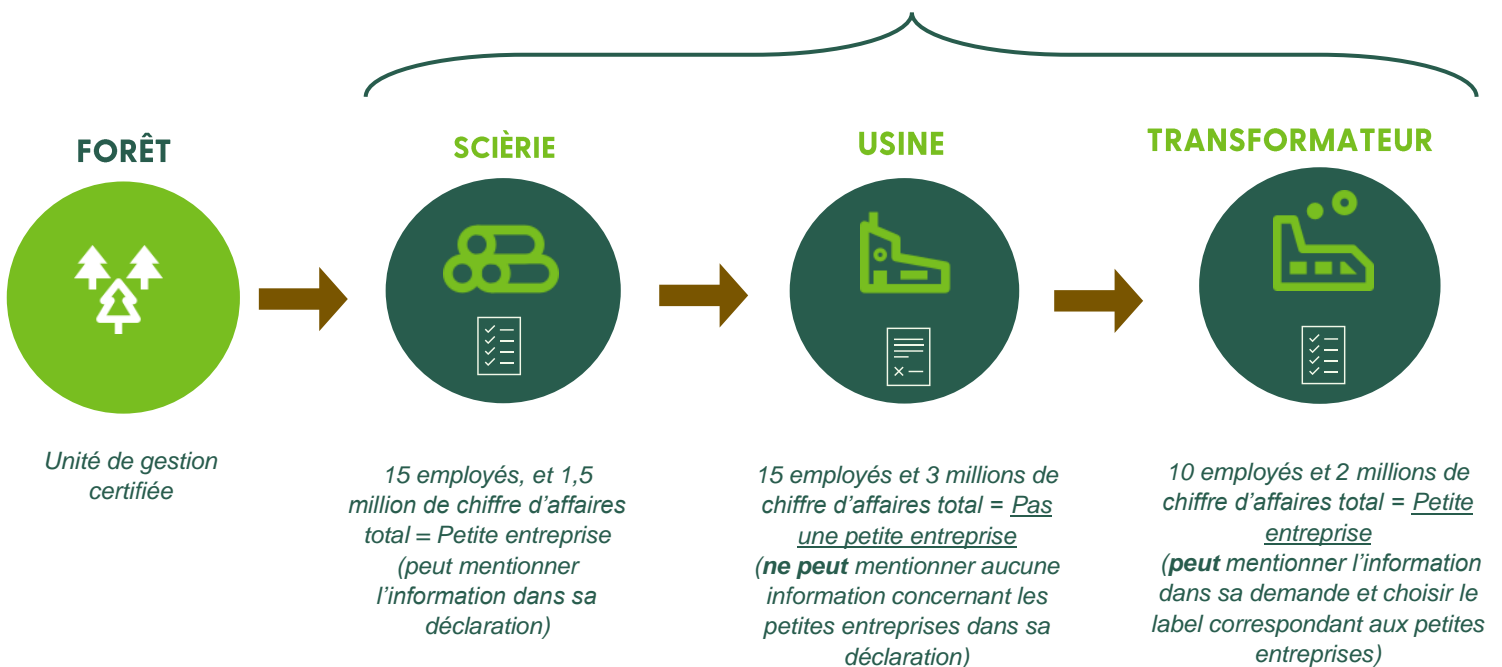 FORÊT
Unité de gestion
certifiée
SCIÈRIE
15 employés, et 1,5
million de chiffre d’affaires
total = Petite entreprise
(peut mentionner
l’information dans sa
déclaration)
USINE
15 employés et 3 millions de
chiffre d’affaires total = Pas
une petite entreprise
(ne peut mentionner aucune
information concernant les
petites entreprises dans sa
déclaration)
TRANSFORMATEUR
10 employés et 2 millions de
chiffre d’affaires total = Petite
entreprise
(peut mentionner l’information
dans sa demande et choisir le
label correspondant aux petites
entreprises)